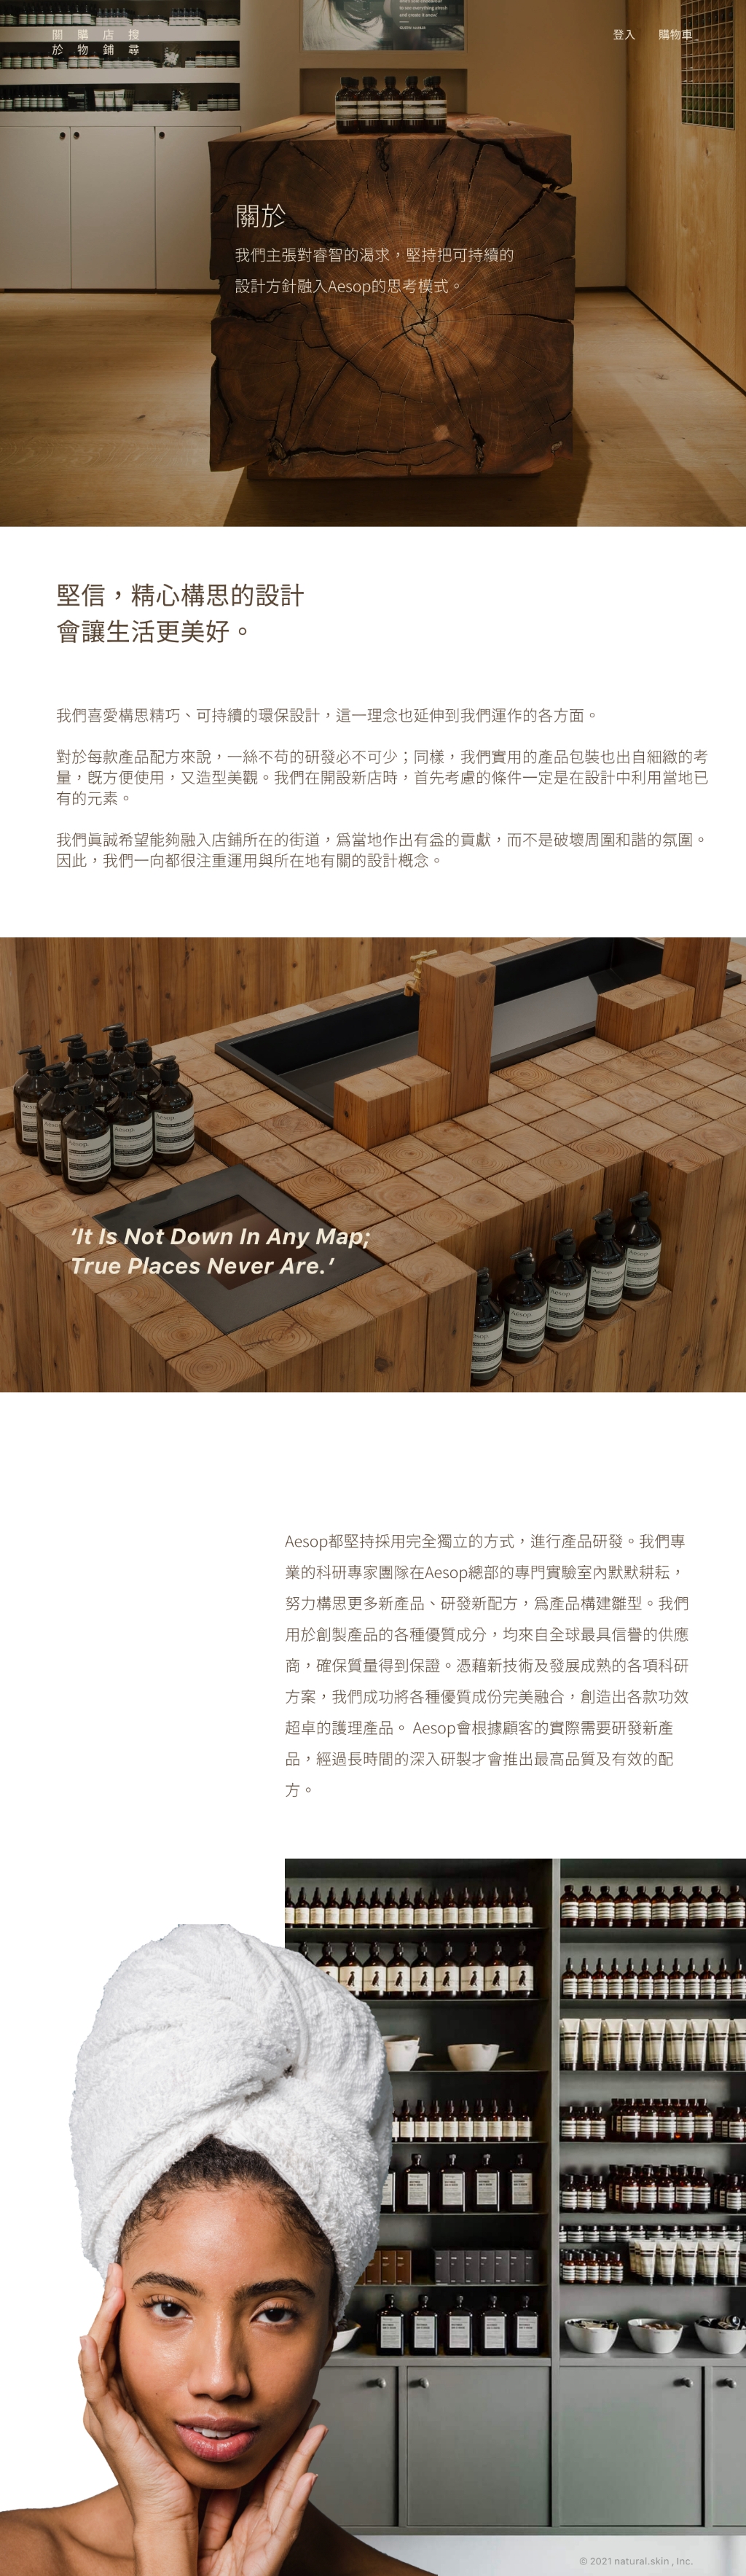 關於 購物 店鋪 搜尋
登入 購物車
to see everything afresh
and create it anew.'
關於
我們主張對睿智的渴求，堅持把可持續的
設計方針融入Aesop的思考模式。
堅信，精心構思的設計
會讓生活更美好。
我們喜愛構思精巧、可持續的環保設計，這一理念也延伸到我們運作的各方面。
對於每款產品配方來說，一絲不苟的研發必不可少；同樣，我們實用的產品包裝也出自細緻的考
量，既方便使用，又造型美觀。我們在開設新店時，首先考慮的條件一定是在設計中利用當地已
有的元素。
我們眞誠希望能夠融入店鋪所在的街道，爲當地作出有益的貢獻，而不是破壞周圍和諧的氛圍。
因此，我們一向都很注重運用與所在地有關的設計概念。
Aesop
Aesop
Aesop
Aesop
‘It Is Not Down In Any Map;
True Places Never Are.’
Aesop都堅持採用完全獨立的方式，進行產品研發。我們專
業的科研專家團隊在Aesop總部的專門實驗室內默默耕耘，
努力構思更多新產品、研發新配方，爲產品構建雛型。我們
用於創製產品的各種優質成分，均來自全球最具信譽的供應
商，確保質量得到保證。憑藉新技術及發展成熟的各項科研
方案，我們成功將各種優質成份完美融合，創造出各款功效
超卓的護理產品。 Aesop會根據顧客的實際需要研發新產
品，經過長時間的深入研製才會推出最高品質及有效的配
方。
© 2021 natural.skin , Inc.